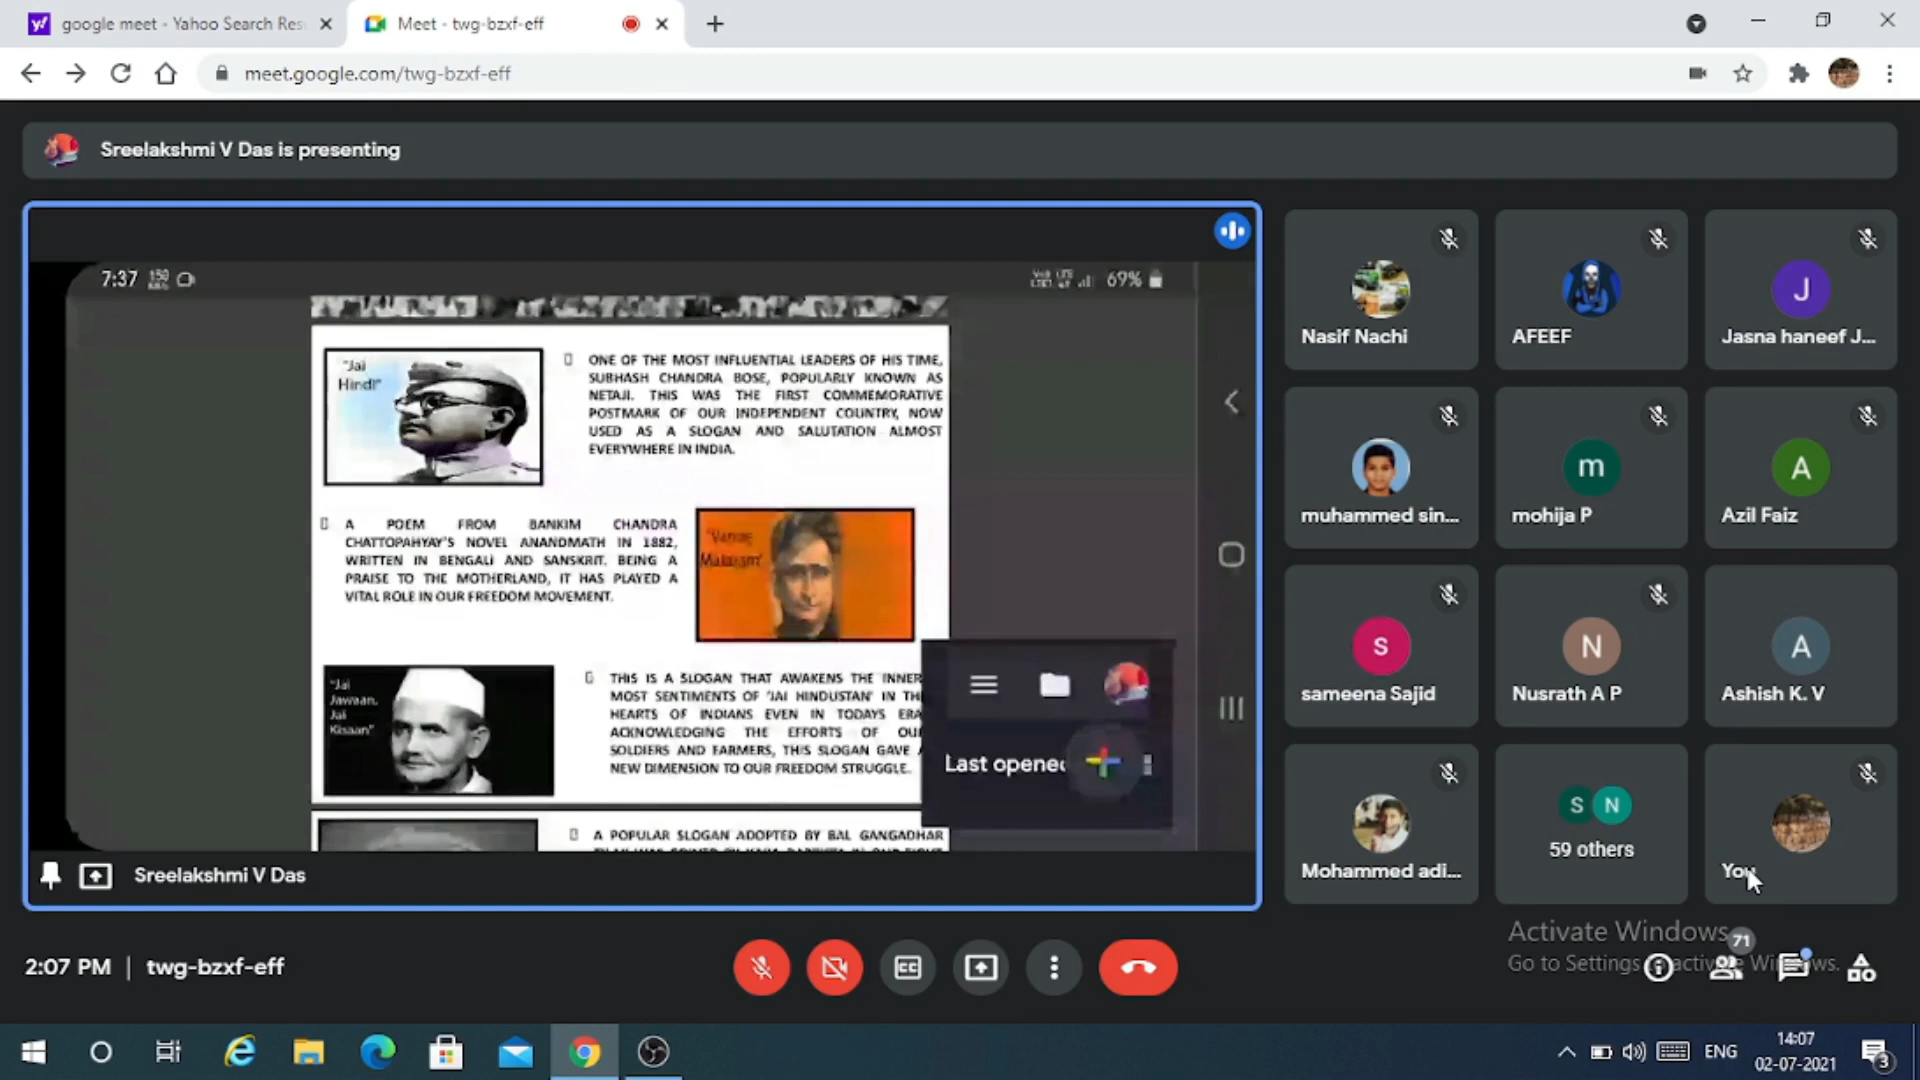 google meet - Yahoo Search Res
Meet - twg-bzxf-eff
meet.google.com/twg-bzxf-eff
Sreelakshmi V Das is presenting
7:37
69%
"Jai
Hind!"
ONE OF THE MOST INFLUENTIAL LEADERS OF HIS TIME,
SUBHASH CHANDRA BOSE, POPULARLY KNOWN AS
NETAJI. THIS WAS THE FIRST COMMEMORATIVE
POSTMARK OF OUR INDEPENDENT COUNTRY, NOW
USED AS A SLOGAN AND SALUTATION ALMOST
EVERYWHERE IN INDIA.
A POEM FROM BANKIM CHANDRA
CHATTOPAHYAY'S NOVEL ANANDMATH IN 1882,
WRITTEN IN BENGALI AND SANSKRIT. BEING A
PRAISE TO THE MOTHERLAND, IT HAS PLAYED A
VITAL ROLE IN OUR FREEDOM MOVEMENT.
"Jai
Jawaan,
Jai
Kisaan"
THIS IS A SLOGAN THAT AWAKENS THE INNER
MOST SENTIMENTS OF 'JAI HINDUSTAN' IN THE
HEARTS OF INDIANS EVEN IN TODAYS ERA
ACKNOWLEDGING THE EFFORTS OF OUR
SOLDIERS AND FARMERS, THIS SLOGAN GAVE A
NEW DIMENSION TO OUR FREEDOM STRUGGLE.
A POPULAR SLOGAN ADOPTED BY BAL GANGADHAR
Last opened
Sreelakshmi V Das
Nasif Nachi
AFEEF
J
Jasna haneef J...
muhammed sin...
m
mohija P
A
Azil Faiz
s
sameena Sajid
N
Nusrath A P
A
Ashish K. V
Mohammed adi...
S N
59 others
You
2:07 PM | twg-bzxf-eff
Activate Windows
Go to Settings
71
ENG
14:07
02-07-2021
3